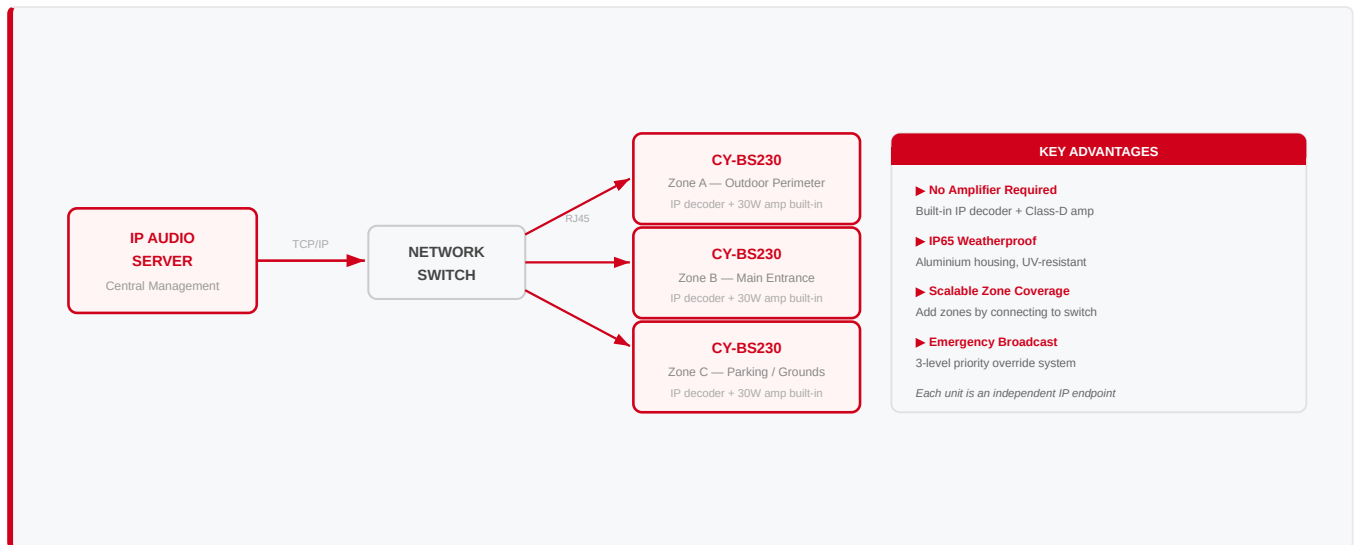 IP AUDIO
SERVER
Central Management
TCP/IP
NETWORK
SWITCH
RJ45
CY-BS230
Zone A — Outdoor Perimeter
IP decoder + 30W amp built-in
CY-BS230
Zone B — Main Entrance
IP decoder + 30W amp built-in
CY-BS230
Zone C — Parking / Grounds
IP decoder + 30W amp built-in
KEY ADVANTAGES
▶ No Amplifier Required
Built-in IP decoder + Class-D amp
▶ IP65 Weatherproof
Aluminium housing, UV-resistant
▶ Scalable Zone Coverage
Add zones by connecting to switch
▶ Emergency Broadcast
3-level priority override system
Each unit is an independent IP endpoint